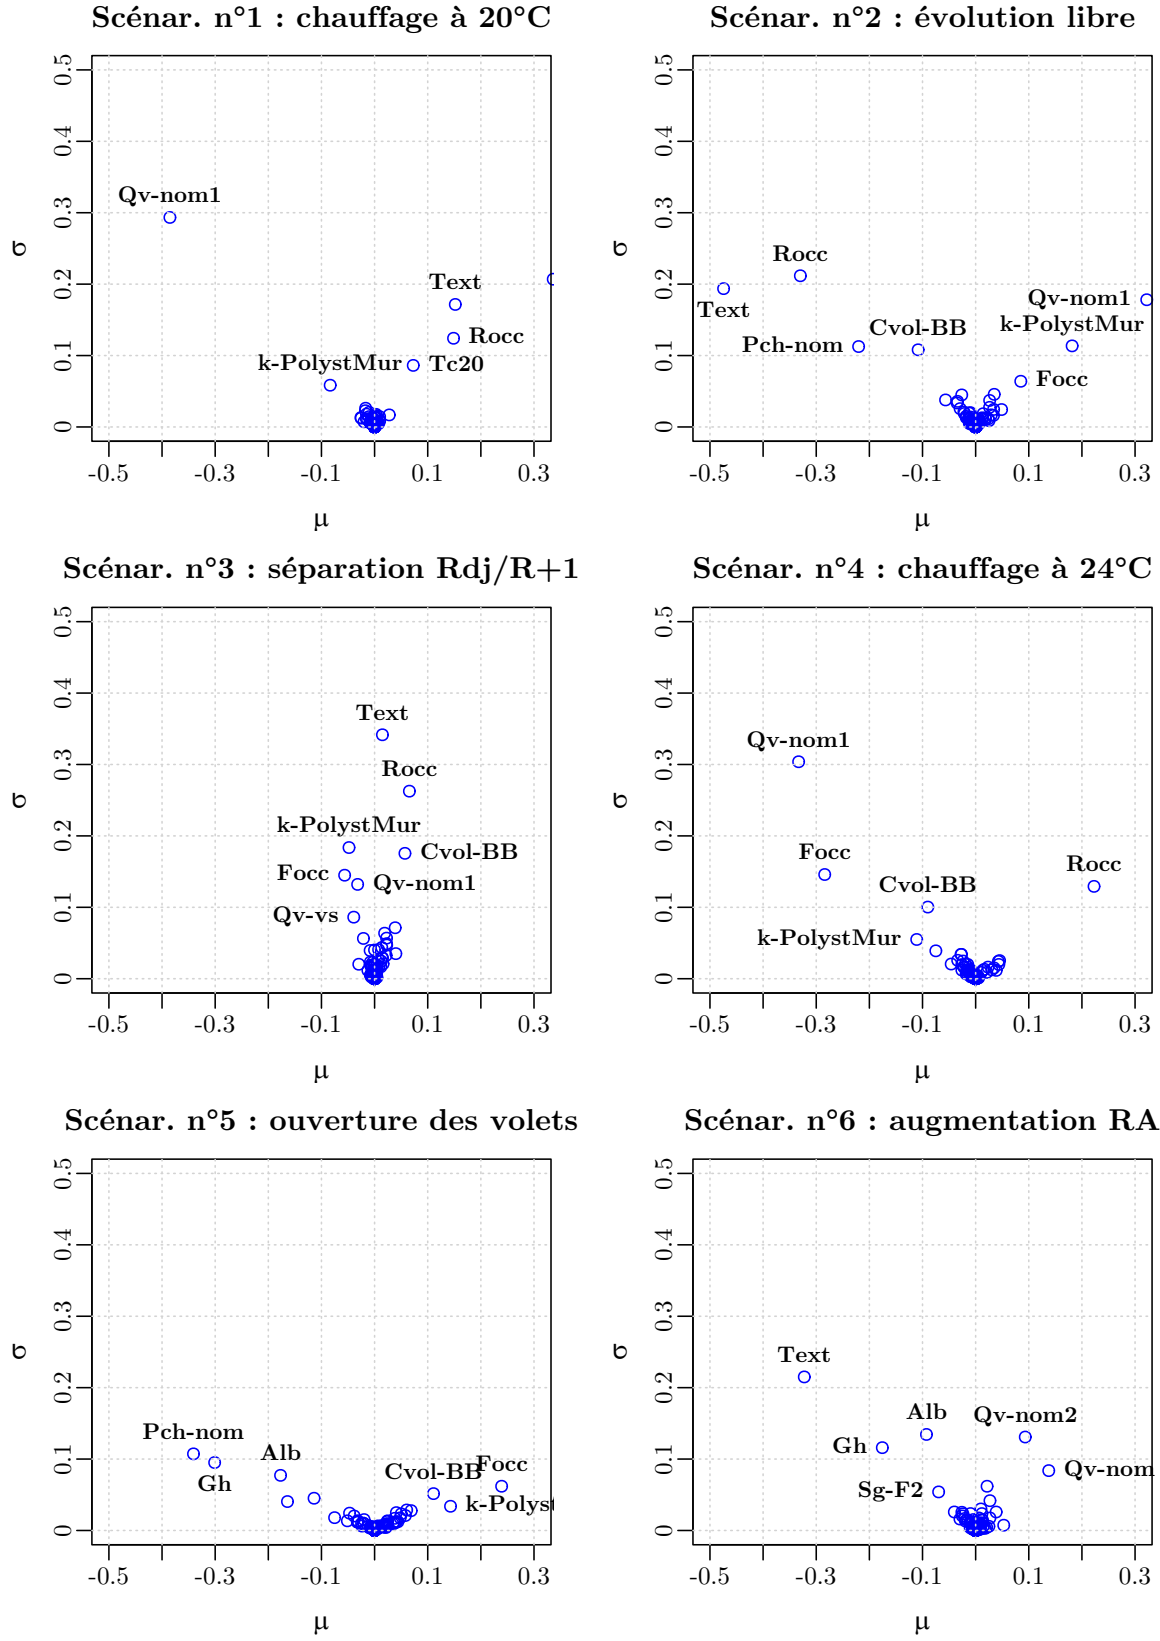 Scénar. n°1 : chauffage à 20°C
0.5
0.4
0.3
0.2
0.1
0
σ
Qv-nom1
Text
Rocc
k-PolystMur
Tc20
-0.5
-0.3
-0.1
0.1
0.3
μ
Scénar. n°2 : évolution libre
0.5
0.4
0.3
0.2
0.1
0
σ
Rocc
Text
Qv-nom1
k-PolystMur
Cvol-BB
Pch-nom
Focc
-0.5
-0.3
-0.1
0.1
0.3
μ
Scénar. n°3 : séparation Rdj/R+1
0.5
0.4
0.3
0.2
0.1
0
σ
Text
Rocc
k-PolystMur
Cvol-BB
Focc
Qv-nom1
Qv-vs
-0.5
-0.3
-0.1
0.1
0.3
μ
Scénar. n°4 : chauffage à 24°C
0.5
0.4
0.3
0.2
0.1
0
σ
Qv-nom1
Focc
Rocc
Cvol-BB
k-PolystMur
-0.5
-0.3
-0.1
0.1
0.3
μ
Scénar. n°5 : ouverture des volets
0.5
0.4
0.3
0.2
0.1
0
σ
Pch-nom
Gh
Alb
Cvol-BB
Focc
k-Polyst
-0.5
-0.3
-0.1
0.1
0.3
μ
Scénar. n°6 : augmentation RA
0.5
0.4
0.3
0.2
0.1
0
σ
Text
Alb
Qv-nom2
Gh
Qv-nom
Sg-F2
-0.5
-0.3
-0.1
0.1
0.3
μ